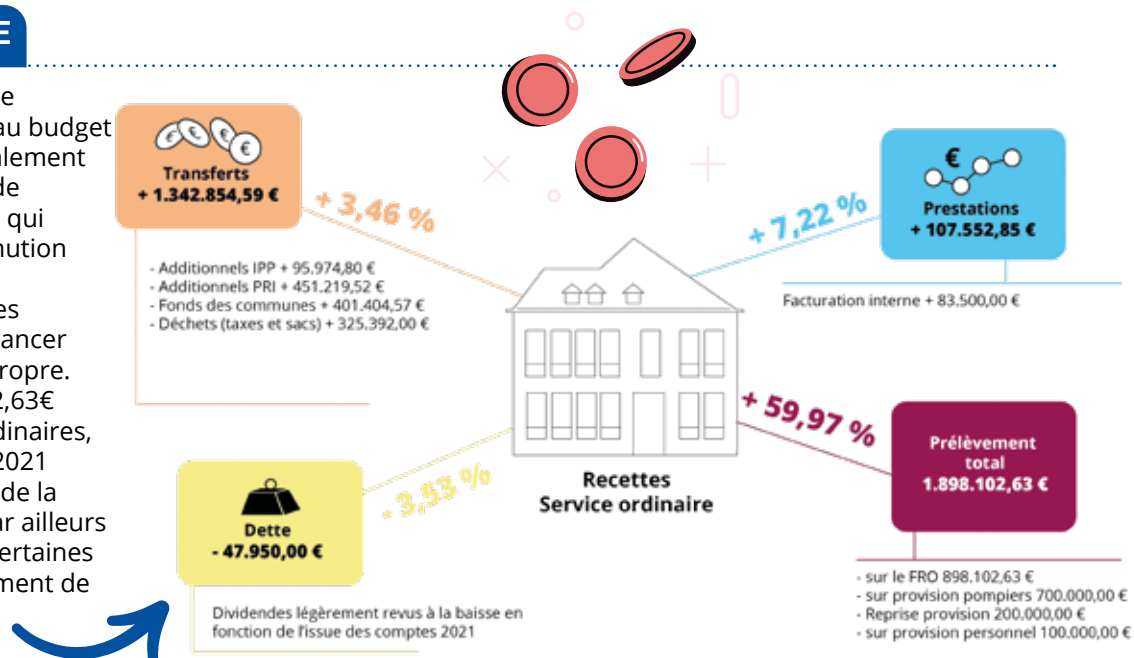 E
e
au budget
alement
de
qui
nution
es
ancer
ropre.
2,63€
dinaires,
2021
de la
ar ailleurs
ertaines
ment de
Transferts
+ 1.342.854,59 €
+ 3,46 %
- Additionnels IPP + 95.974,80 €
- Additionnels PRI + 451.219,52 €
- Fonds des communes + 401.404,57 €
- Déchets (taxes et sacs) + 325.392,00 €
€
Prestations
+ 107.552,85 €
+ 7,22 %
Facturation interne + 83.500,00 €
Recettes
Service ordinaire
Dette
- 47.950,00 €
- 3,53 %
Dividendes légèrement revus à la baisse en
fonction de l'issue des comptes 2021
+ 59,97 %
Prélèvement
total
1.898.102,63 €
- sur le FRO 898.102,63 €
- sur provision pompiers 700.000,00 €
- Reprise provision 200.000,00 €
- sur provision personnel 100.000,00 €